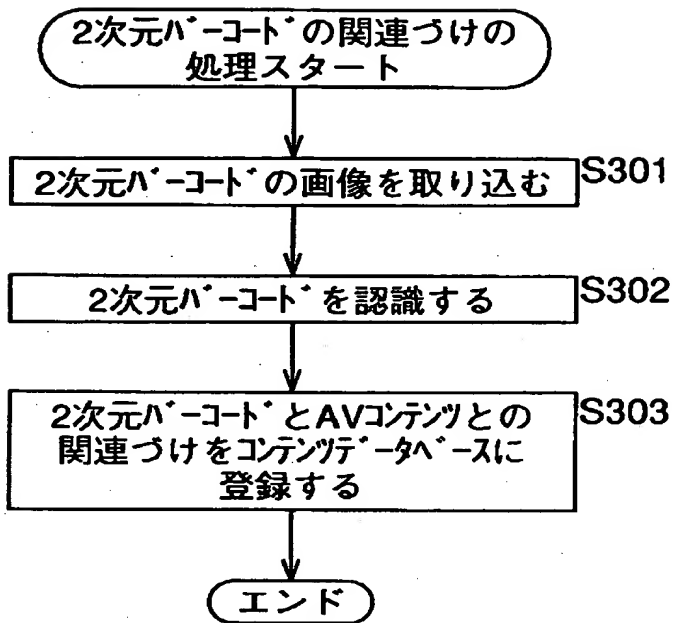 2次元バーコードの関連づけの
処理スタート
2次元バーコードの画像を取り込む
S301
2次元バーコードを認識する
S302
2次元バーコードとAVコンテンツとの
S303
関連づけをコンテンツデータベースに
登録する
エンド